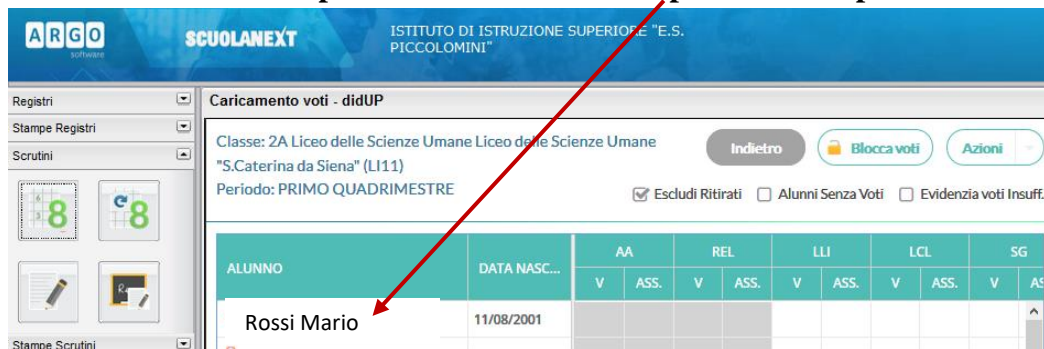 ARGO
software
SCUOLANEXT
ISTITUTO DI ISTRUZIONE SUPERIORE "E.S.
PICCOLOMINI"
Registri
Stampe Registri
Scrutini
Stampe Scrutini
Caricamento voti - didUP
Classe: 2A Liceo delle Scienze Umane Liceo delle Scienze Umane
"S.Caterina da Siena" (LI11)
Periodo: PRIMO QUADRIMESTRE
Indietro
Blocca voti
Azioni
Escludi Ritirati
Alunni Senza Voti
Evidenzia voti Insuff.
ALUNNO DATA NASC... AA REL LLI LCL SG
V ASS. V ASS. V ASS. V ASS. V
Rossi Mario 11/08/2001